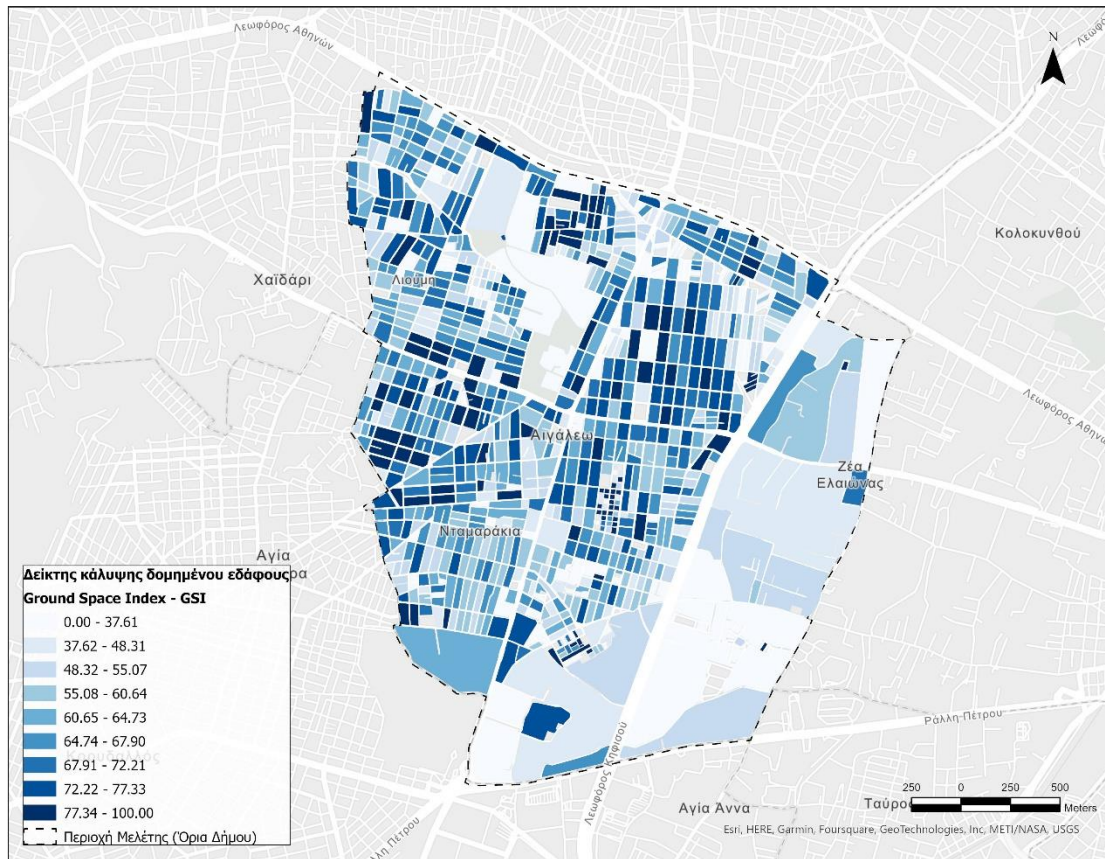 Λεωφόρος Αθηνών
N
Λεωφόρος
Κολοκυνθού
Χαϊδάρι
Λιούμη
Λεωφόρος Αθηνών
Αιγάλεω
Ζέα
Ελαιώνας
Νταμαράκια
Αγία
Δείκτης κάλυψης δομημένου εδάφους
Ground Space Index - GSI
0.00 - 37.61
37.62 - 48.31
48.32 - 55.07
55.08 - 60.64
60.65 - 64.73
64.74 - 67.90
67.91 - 72.21
72.22 - 77.33
77.34 - 100.00
Περιοχή Μελέτης (Όρια Δήμου)
Ράλλη Πέτρου
Λεωφόρος Κηφισού
Πέτρου
Αγία Άννα
Ταύρος
250 0 250 500
Meters
Esri, HERE, Garmin, Foursquare, GeoTechnologies, Inc, METI/NASA, USGS